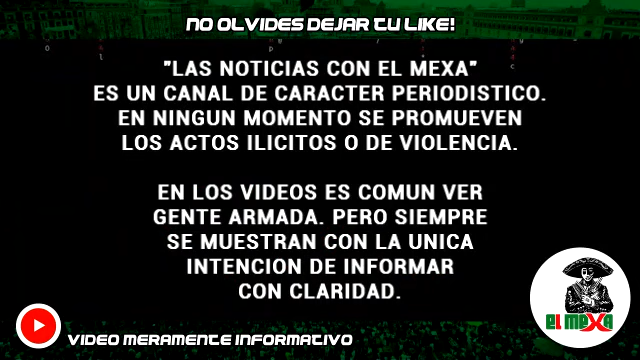 NO OLVIDES DEJAR TU LIKE!
"LAS NOTICIAS CON EL MEXA"
ES UN CANAL DE CARACTER PERIODISTICO.
EN NINGUN MOMENTO SE PROMUEVEN
LOS ACTOS ILICITOS O DE VIOLENCIA.
EN LOS VIDEOS ES COMUN VER
GENTE ARMADA. PERO SIEMPRE
SE MUESTRAN CON LA UNICA
INTENCION DE INFORMAR
CON CLARIDAD.
EL MEXA
VIDEO MERAMENTE INFORMATIVO